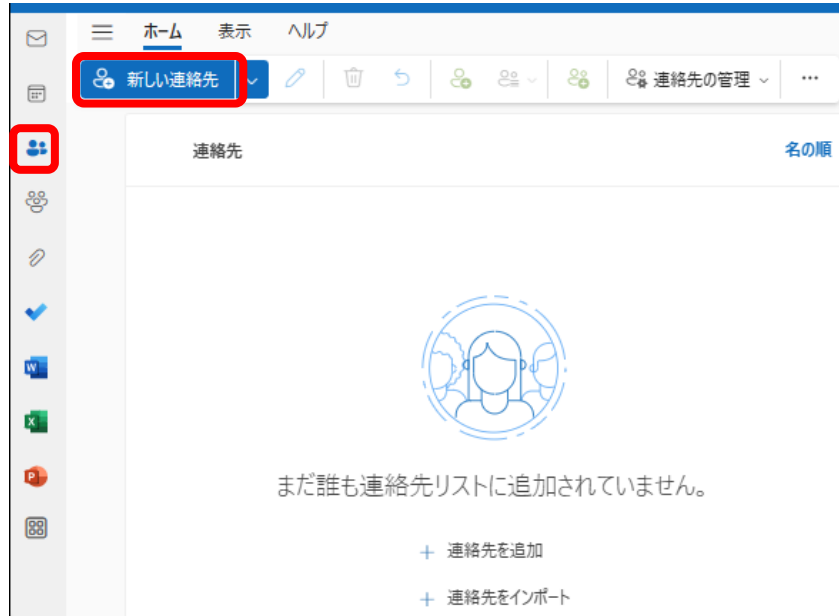 ホーム 表示 ヘルプ
新しい連絡先 連絡先の管理 ...
連絡先 名の順
まだ誰も連絡先リストに追加されていません。
+ 連絡先を追加
+ 連絡先をインポート
W
X
P